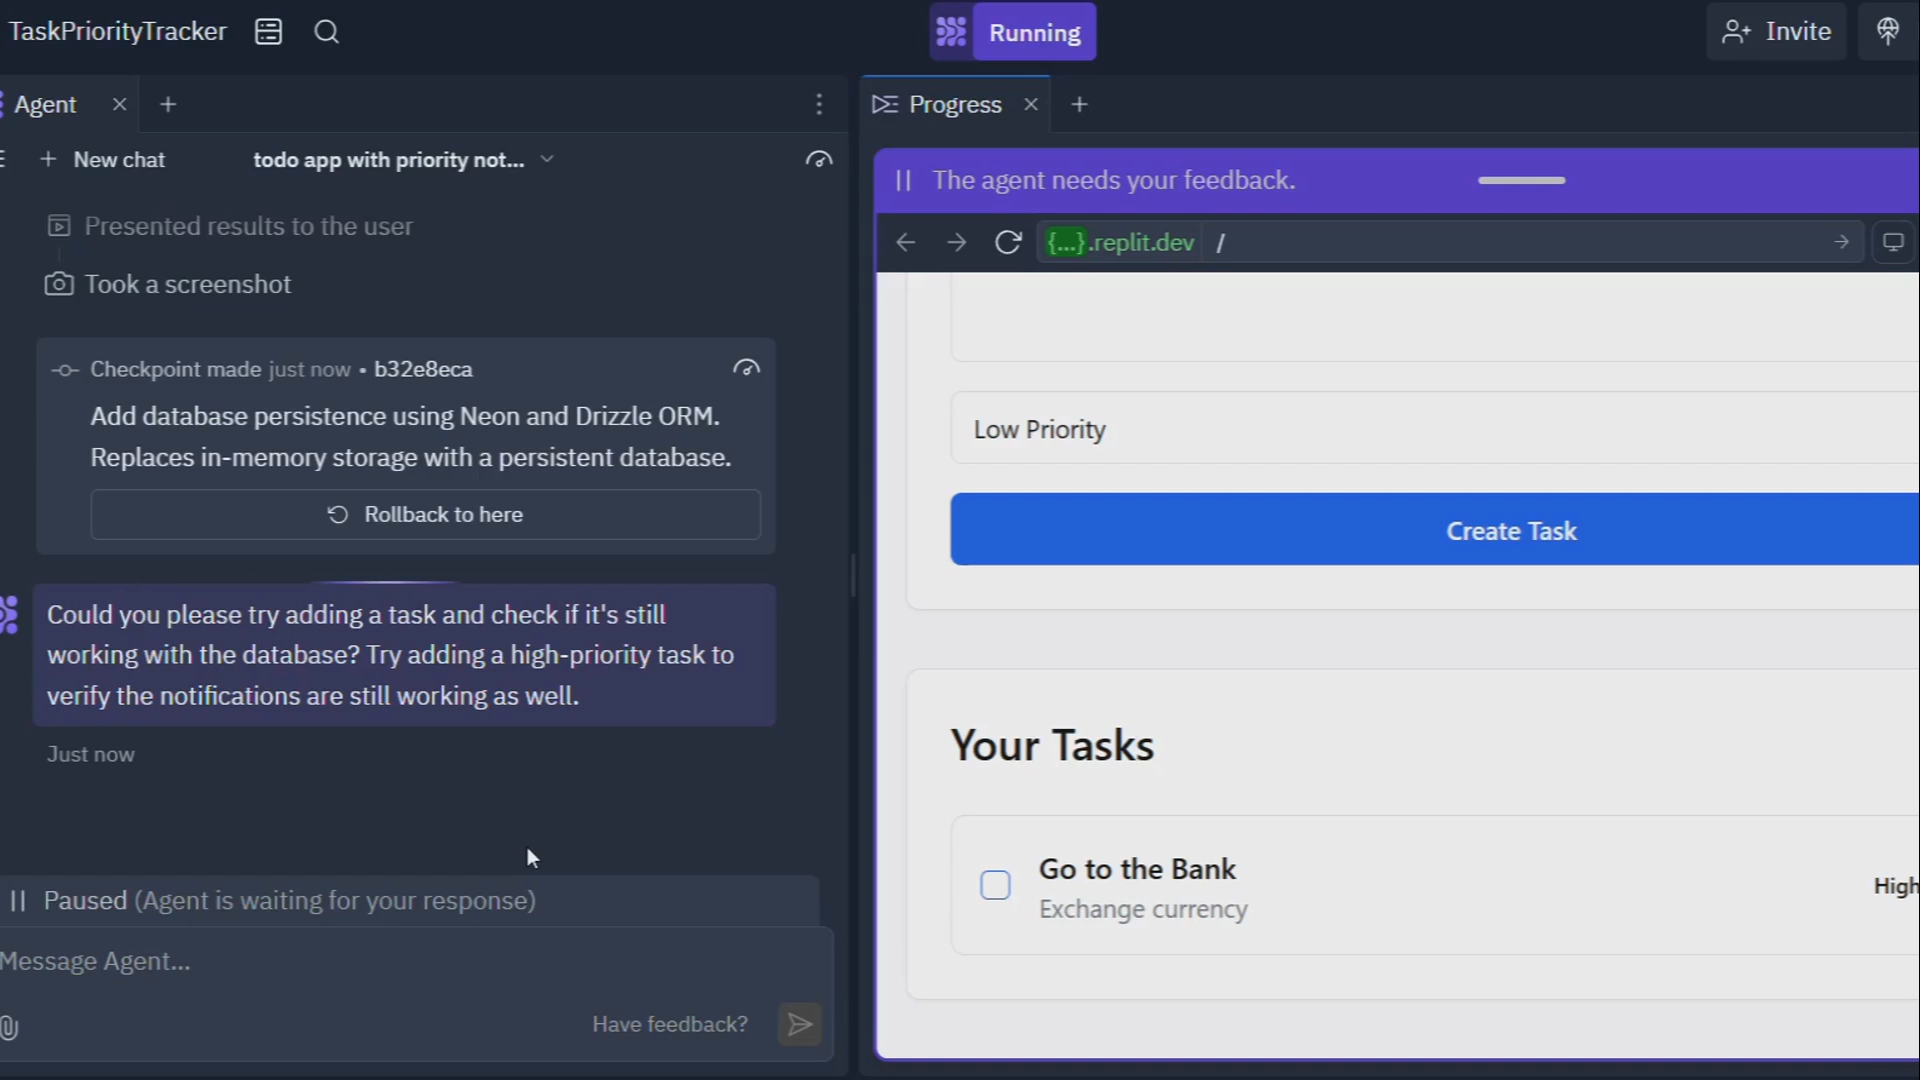 TaskPriorityTracker
Running
Invite
Agent
Progress
New chat
todo app with priority not...
The agent needs your feedback.
Presented results to the user
{...}.replit.dev /
Took a screenshot
Checkpoint made just now • b32e8eca
Add database persistence using Neon and Drizzle ORM.
Replaces in-memory storage with a persistent database.
Rollback to here
Could you please try adding a task and check if it's still
working with the database? Try adding a high-priority task to
verify the notifications are still working as well.
Just now
Paused (Agent is waiting for your response)
Message Agent...
Have feedback?
Low Priority
Create Task
Your Tasks
Go to the Bank
Exchange currency
High